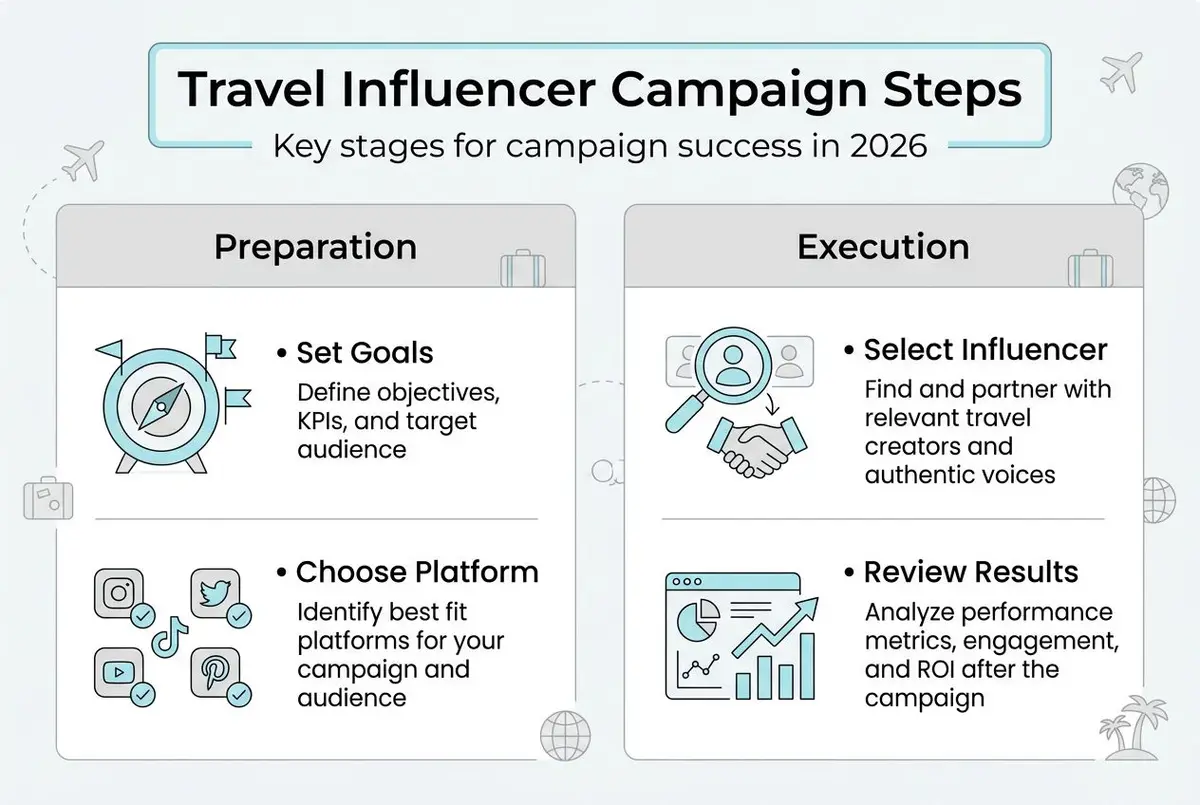 Travel Influencer Campaign Steps
Key stages for campaign success in 2026
Preparation
• Set Goals
Define objectives,
KPIs, and target
audience
• Choose Platform
Identify best fit
platforms for your
campaign and
audience
Execution
• Select Influencer
Find and partner with
relevant travel
creators and
authentic voices
• Review Results
Analyze performance
metrics, engagement,
and ROI after the
campaign